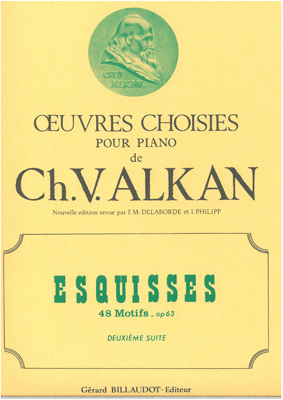 ŒUVRES CHOISIES
POUR PIANO
de
Ch.V.ALKAN
Nouvelle edition revue par F.M. DELABORDE et I. PHILIPP
ESQUISSES
48 Motifs. op 63
DEUXIÈME SUITE
Gérard BILLAUDOT-Editeur